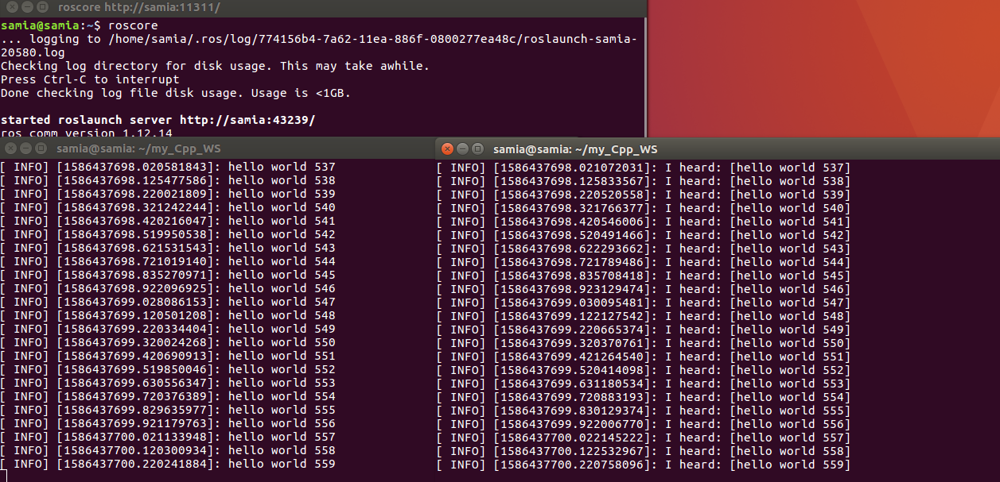 roscore http://samia:11311/
samia@samia:~$ roscore
... logging to /home/samia/.ros/log/774156b4-7a62-11ea-886f-0800277ea48c/roslaunch-samia-
20580.log
Checking log directory for disk usage. This may take awhile.
Press Ctrl-C to interrupt
Done checking log file disk usage. Usage is <1GB.
started roslaunch server http://samia:43239/
ros_comm version 1.12.14
samia@samia: ~/my_Cpp_WS
[ INFO] [1586437698.020581843]: hello world 537
[ INFO] [1586437698.125477586]: hello world 538
[ INFO] [1586437698.220021809]: hello world 539
[ INFO] [1586437698.321242244]: hello world 540
[ INFO] [1586437698.420216047]: hello world 541
[ INFO] [1586437698.519950538]: hello world 542
[ INFO] [1586437698.621531543]: hello world 543
[ INFO] [1586437698.721019140]: hello world 544
[ INFO] [1586437698.835270971]: hello world 545
[ INFO] [1586437698.922096925]: hello world 546
[ INFO] [1586437699.028086153]: hello world 547
[ INFO] [1586437699.120501208]: hello world 548
[ INFO] [1586437699.220334404]: hello world 549
[ INFO] [1586437699.320024268]: hello world 550
[ INFO] [1586437699.420690913]: hello world 551
[ INFO] [1586437699.519850046]: hello world 552
[ INFO] [1586437699.630556347]: hello world 553
[ INFO] [1586437699.720376389]: hello world 554
[ INFO] [1586437699.829635977]: hello world 555
[ INFO] [1586437699.921179763]: hello world 556
[ INFO] [1586437700.021133948]: hello world 557
[ INFO] [1586437700.120300934]: hello world 558
[ INFO] [1586437700.220241884]: hello world 559
samia@samia: ~/my_Cpp_WS
[ INFO] [1586437698.021072031]: I heard: [hello world 537]
[ INFO] [1586437698.125833567]: I heard: [hello world 538]
[ INFO] [1586437698.220520558]: I heard: [hello world 539]
[ INFO] [1586437698.321766377]: I heard: [hello world 540]
[ INFO] [1586437698.420546006]: I heard: [hello world 541]
[ INFO] [1586437698.520491466]: I heard: [hello world 542]
[ INFO] [1586437698.622293662]: I heard: [hello world 543]
[ INFO] [1586437698.721789486]: I heard: [hello world 544]
[ INFO] [1586437698.835708418]: I heard: [hello world 545]
[ INFO] [1586437698.923129474]: I heard: [hello world 546]
[ INFO] [1586437699.030095481]: I heard: [hello world 547]
[ INFO] [1586437699.122127542]: I heard: [hello world 548]
[ INFO] [1586437699.220665374]: I heard: [hello world 549]
[ INFO] [1586437699.320370761]: I heard: [hello world 550]
[ INFO] [1586437699.421264540]: I heard: [hello world 551]
[ INFO] [1586437699.520414098]: I heard: [hello world 552]
[ INFO] [1586437699.631180534]: I heard: [hello world 553]
[ INFO] [1586437699.720883193]: I heard: [hello world 554]
[ INFO] [1586437699.830129374]: I heard: [hello world 555]
[ INFO] [1586437699.922006770]: I heard: [hello world 556]
[ INFO] [1586437700.022145222]: I heard: [hello world 557]
[ INFO] [1586437700.122532967]: I heard: [hello world 558]
[ INFO] [1586437700.220758096]: I heard: [hello world 559]